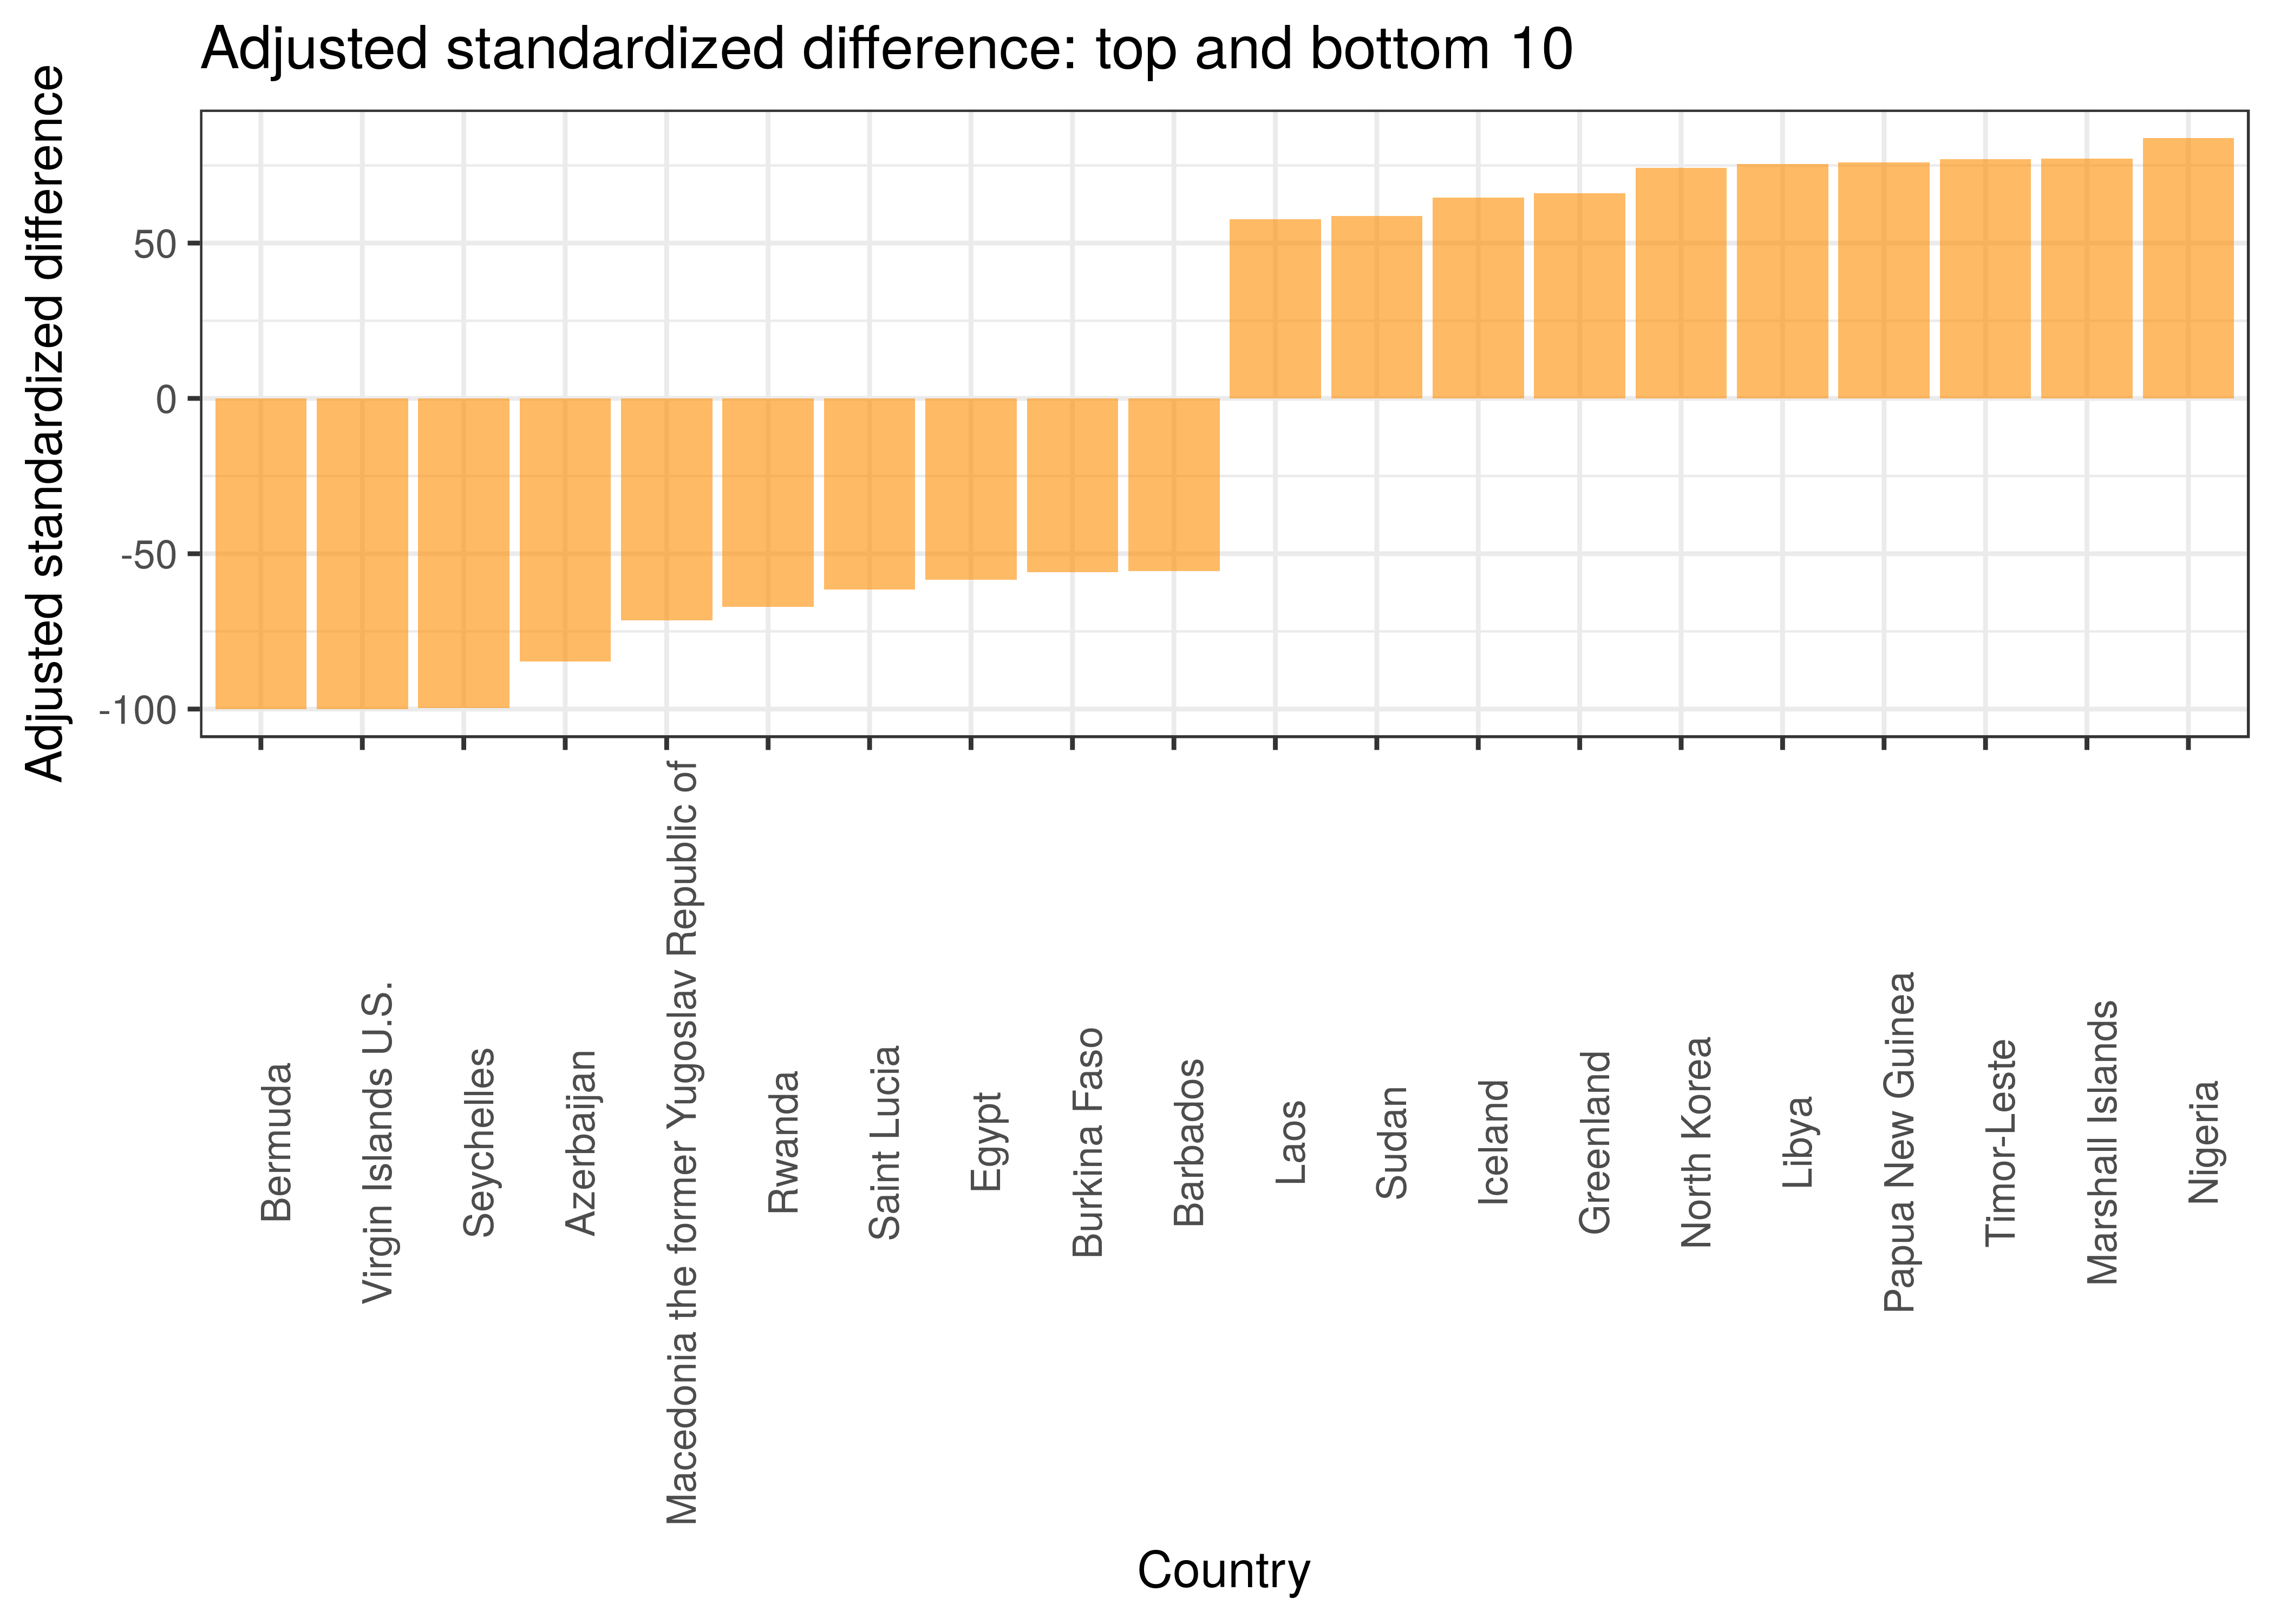 Adjusted standardized difference: top and bottom 10
Adjusted standardized difference
50
0
-50
-100
Bermuda
Virgin Islands U.S.
Seychelles
Azerbaijan
Macedonia the former Yugoslav Republic of
Rwanda
Saint Lucia
Egypt
Burkina Faso
Barbados
Laos
Sudan
Iceland
Greenland
North Korea
Libya
Papua New Guinea
Timor-Leste
Marshall Islands
Nigeria
Country